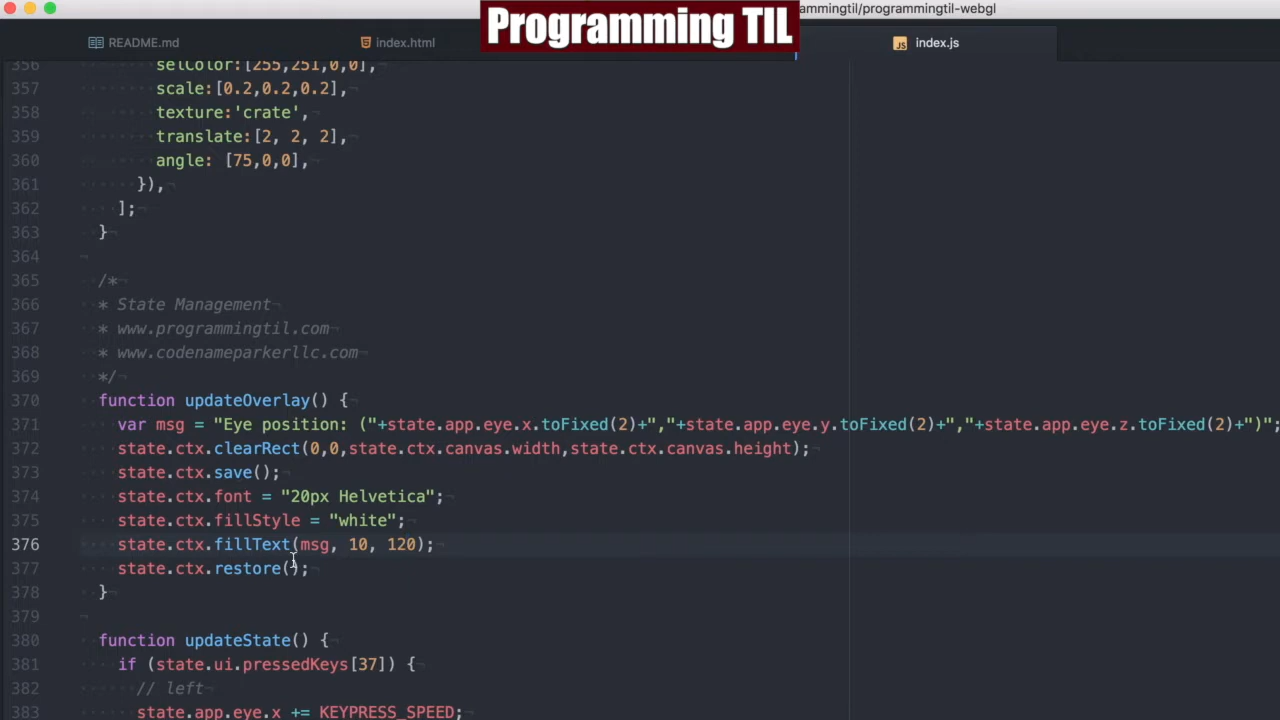 Programming TIL
mmingtil/programmingtil-webgl
README.md
index.html
index.js
356 selColor:[255,251,0,0],
357 scale:[0.2,0.2,0.2],
358 texture:'crate',
359 translate:[2, 2, 2],
360 angle: [75,0,0],
361 }),
362 ];
363 }
364
365 /*
366 * State Management
367 * www.programmingtil.com
368 * www.codenameparkerllc.com
369 */
370 function updateOverlay() {
371 var msg = "Eye position: ("+state.app.eye.x.toFixed(2)+","+state.app.eye.y.toFixed(2)+","+state.app.eye.z.toFixed(2)+")";
372 state.ctx.clearRect(0,0,state.ctx.canvas.width,state.ctx.canvas.height);
373 state.ctx.save();
374 state.ctx.font = "20px Helvetica";
375 state.ctx.fillStyle = "white";
376 state.ctx.fillText(msg, 10, 120);
377 state.ctx.restore();
378 }
379
380 function updateState() {
381 if (state.ui.pressedKeys[37]) {
382 // left
383 state.app.eye.x += KEYPRESS_SPEED;